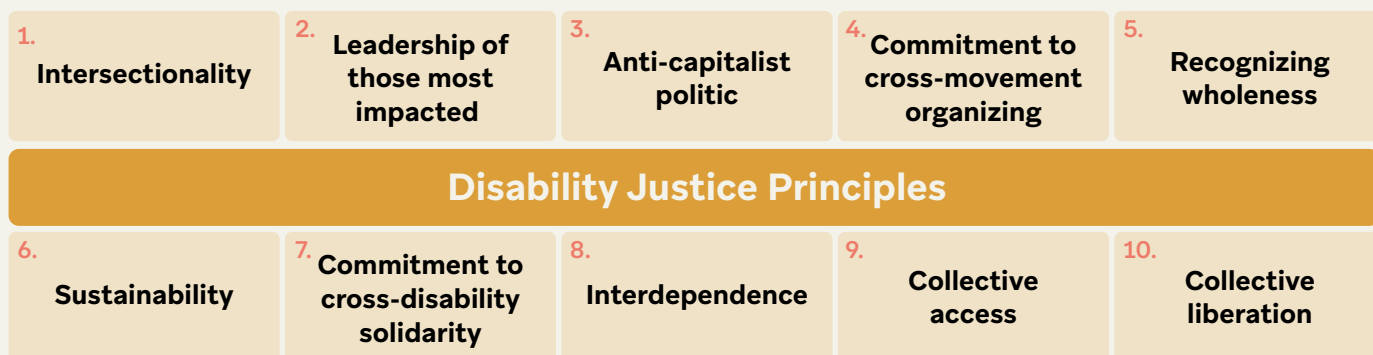 1.
Intersectionality
2.
Leadership of
those most
impacted
3.
Anti-capitalist
politic
4.
Commitment to
cross-movement
organizing
5.
Recognizing
wholeness
Disability Justice Principles
6.
Sustainability
7.
Commitment to
cross-disability
solidarity
8.
Interdependence
9.
Collective
access
10.
Collective
liberation